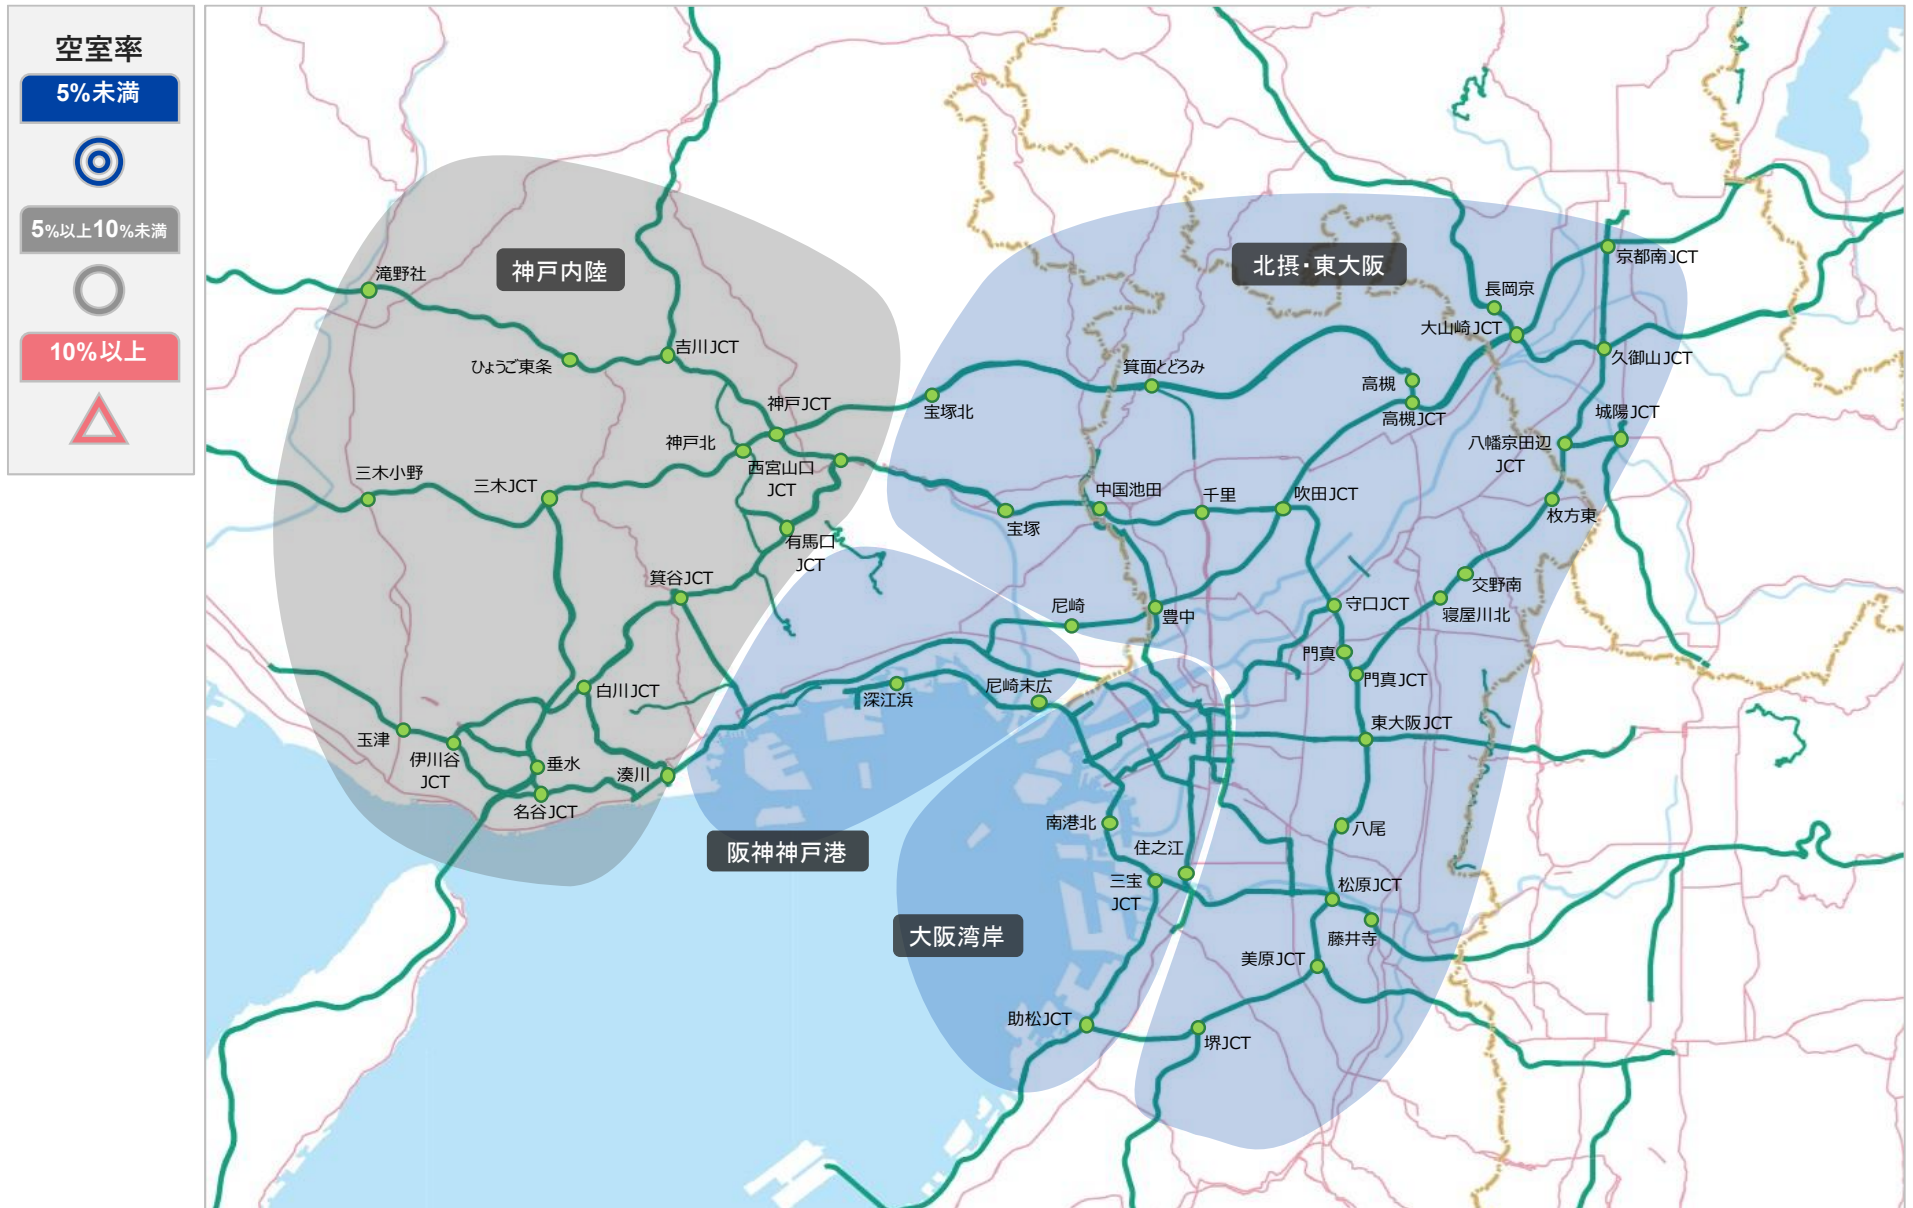 空室率
5%未満
5%以上10%未満
10%以上
神戸内陸
北摂・東大阪
阪神神戸港
大阪湾岸
滝野社
ひょうご東条
吉川JCT
神戸JCT
神戸北
西宮山口
JCT
三木小野
三木JCT
有馬口
JCT
箕谷JCT
白川JCT
玉津
伊川谷
JCT
垂水
名谷JCT
湊川
京都南JCT
長岡京
大山崎JCT
久御山JCT
箕面とどろみ
宝塚北
高槻
高槻JCT
城陽JCT
八幡京田辺
JCT
中国池田
千里
吹田JCT
宝塚
枚方東
交野南
寝屋川北
尼崎
豊中
守口JCT
門真
門真JCT
深江浜
尼崎末広
東大阪JCT
南港北
住之江
八尾
三宝
JCT
松原JCT
藤井寺
美原JCT
助松JCT
堺JCT